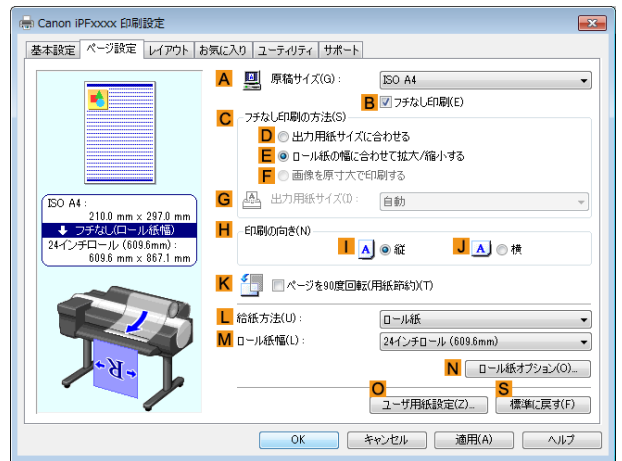 Canon iPFxxxx 印刷設定
基本設定 ページ設定 レイアウト お気に入り ユーティリティ サポート
A 原稿サイズ(G): ISO A4
B フチなし印刷(E)
C フチなし印刷の方法(S)
D 出力用紙サイズに合わせる
E ロール紙の幅に合わせて拡大/縮小する
F 画像を原寸大で印刷する
G 出力用紙サイズ(I): 自動
ISO A4 :
210.0 mm x 297.0 mm
フチなし(ロール紙幅)
24インチロール (609.6mm) :
609.6 mm x 867.1 mm
H 印刷の向き(N)
I A 縦 J A 横
K ページを90度回転(用紙節約)(T)
L 給紙方法(U): ロール紙
M ロール紙幅(L): 24インチロール (609.6mm)
N ロール紙オプション(O)...
O S
ユーザ用紙設定(Z)... 標準に戻す(F)
R
OK キャンセル 適用(A) ヘルプ